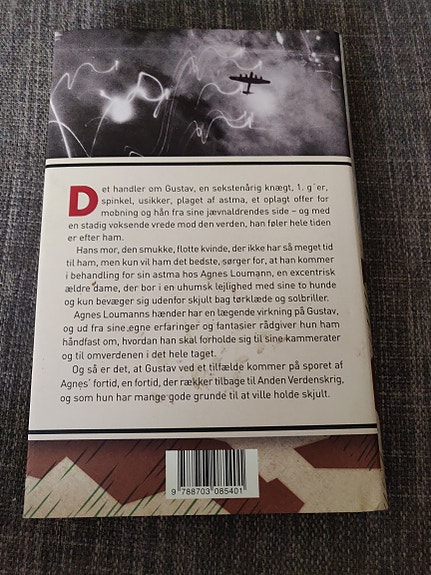 Det handler om Gustav, en sekstenårig knægt, 1. g'er,
spinkel, usikker, plaget af astma, et oplagt offer for
mobning og hån fra sine jævnaldrendes side – og med
en stadig voksende vrede mod den verden, han føler hele tiden
er efter ham.
Hans mor, den smukke, flotte kvinde, der ikke har så meget tid
til ham, men kun vil ham det bedste, sørger for, at han kommer
i behandling for sin astma hos Agnes Loumann, en excentrisk
ældre dame, der bor i en uhumsk lejlighed med sine to hunde
og kun bevæger sig udenfor skjult bag tørklæde og solbriller.
Agnes Loumanns hænder har en lægende virkning på Gustav,
og ud fra sine egne erfaringer og fantasier rådgiver hun ham
håndfast om, hvordan han skal forholde sig til sine kammerater
og til omverdenen i det hele taget.
Og så er det, at Gustav ved et tilfælde kommer på sporet af
Agnes' fortid, en fortid, der rækker tilbage til Anden Verdenskrig,
og som hun har mange gode grunde til at ville holde skjult.
9 788703 085401